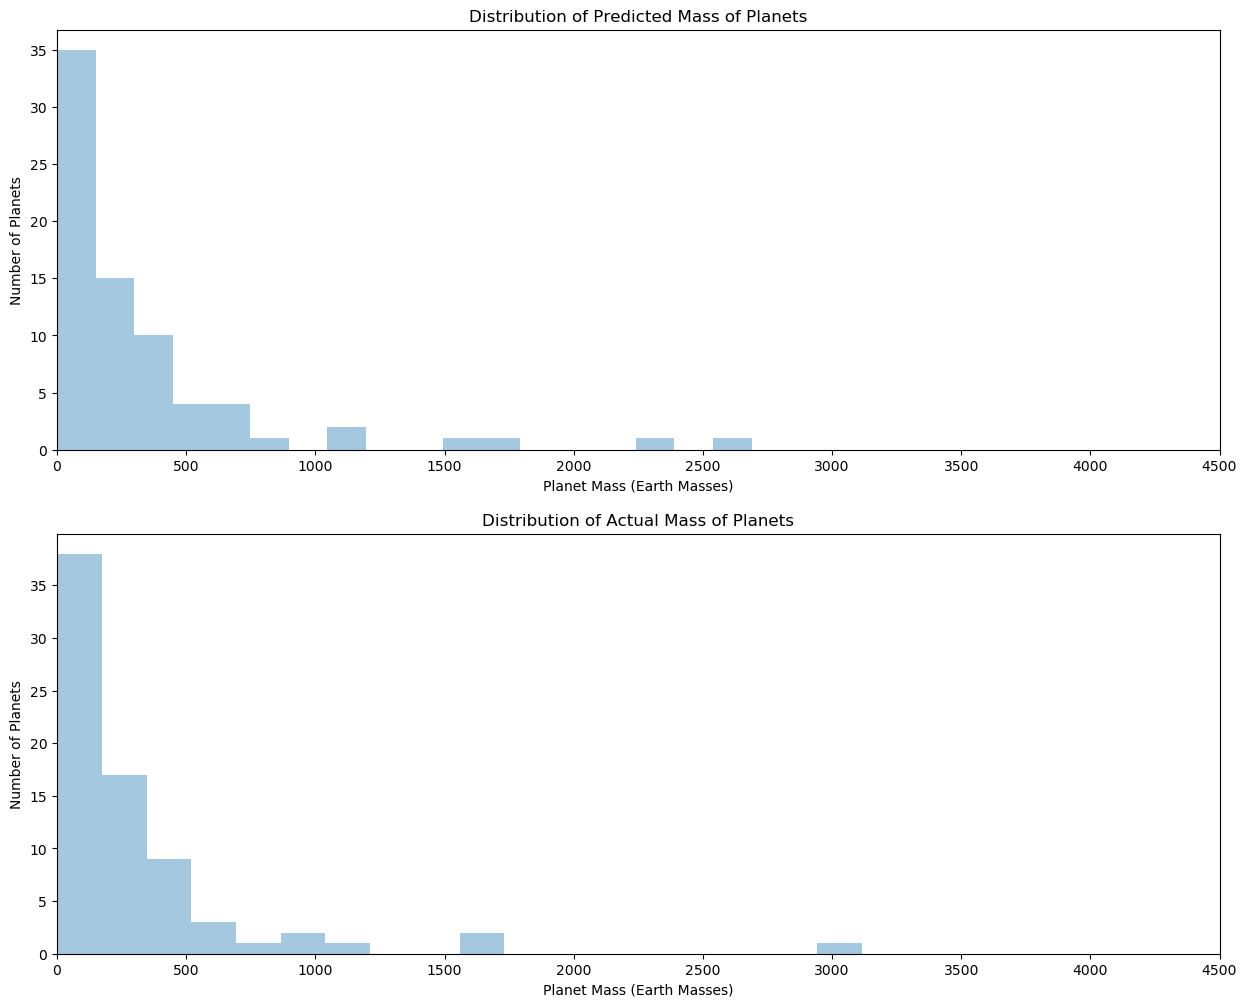 Distribution of Predicted Mass of Planets
35
30
25
20
15
10
5
0
Number of Planets
0 500 1000 1500 2000 2500 3000 3500 4000 4500
Planet Mass (Earth Masses)
Distribution of Actual Mass of Planets
35
30
25
20
15
10
5
0
Number of Planets
0 500 1000 1500 2000 2500 3000 3500 4000 4500
Planet Mass (Earth Masses)